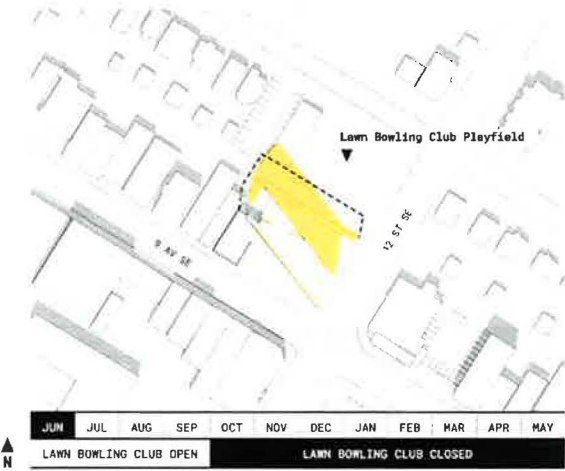 Lawn Bowling Club Playfield
12 ST SE
9 AV SE
JUN JUL AUG SEP OCT NOV DEC JAN FEB MAR APR MAY
LAWN BOWLING CLUB OPEN LAWN BOWLING CLUB CLOSED
N